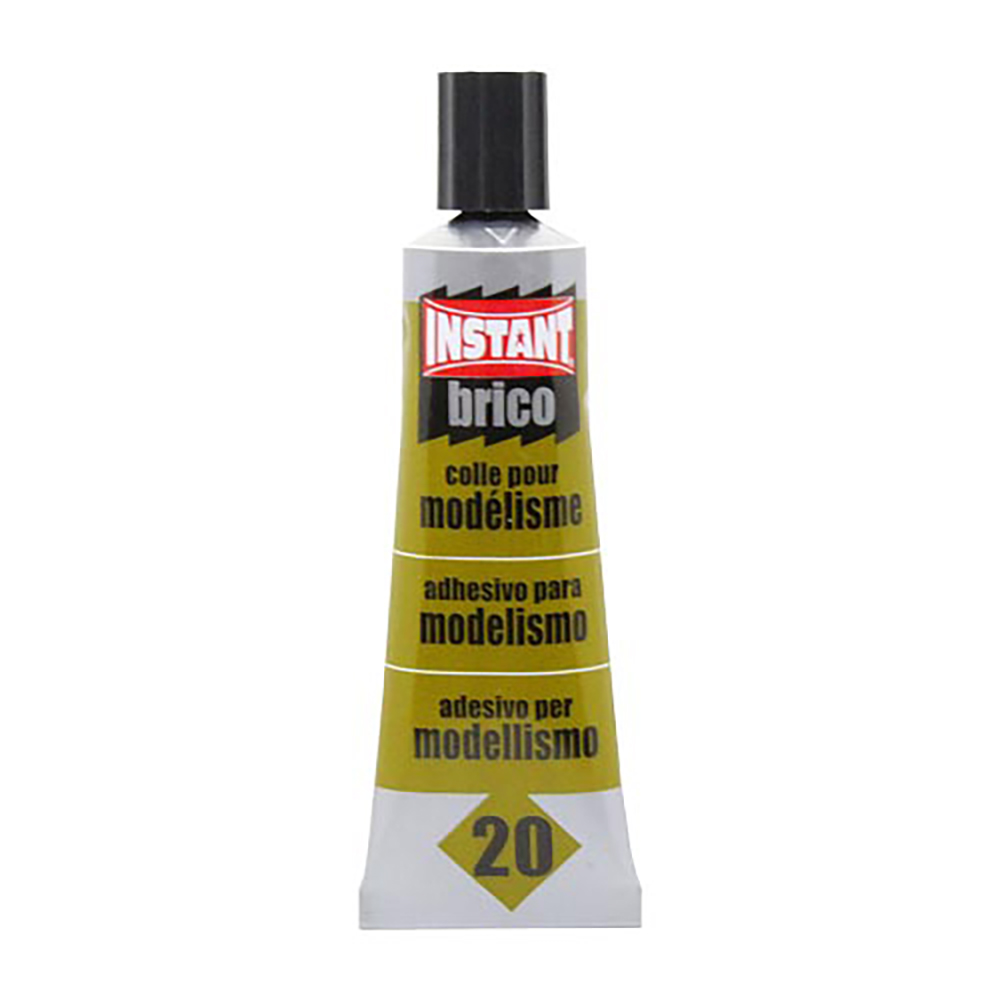 INSTANT
brico
colle pour
modélisme
adhesivo para
modelismo
adesivo per
modellismo
20